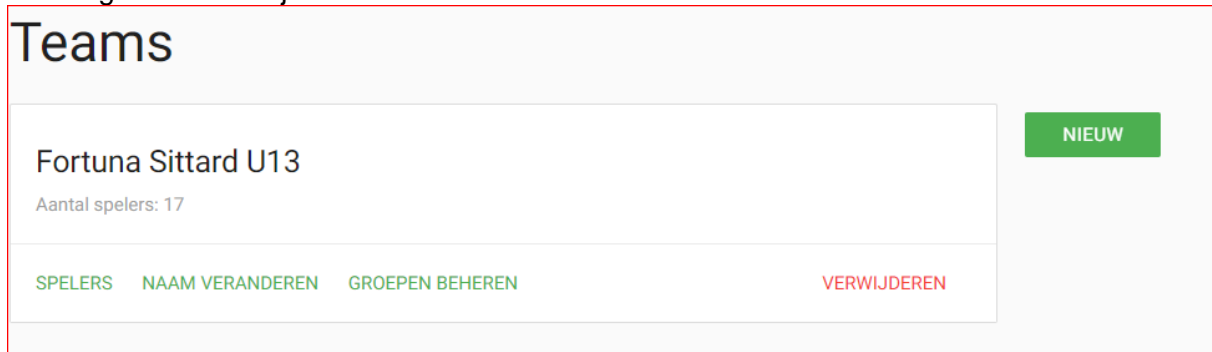 Teams
NIEUW
Fortuna Sittard U13
Aantal spelers: 17
SPELERS NAAM VERANDEREN GROEPEN BEHEREN VERWIJDEREN